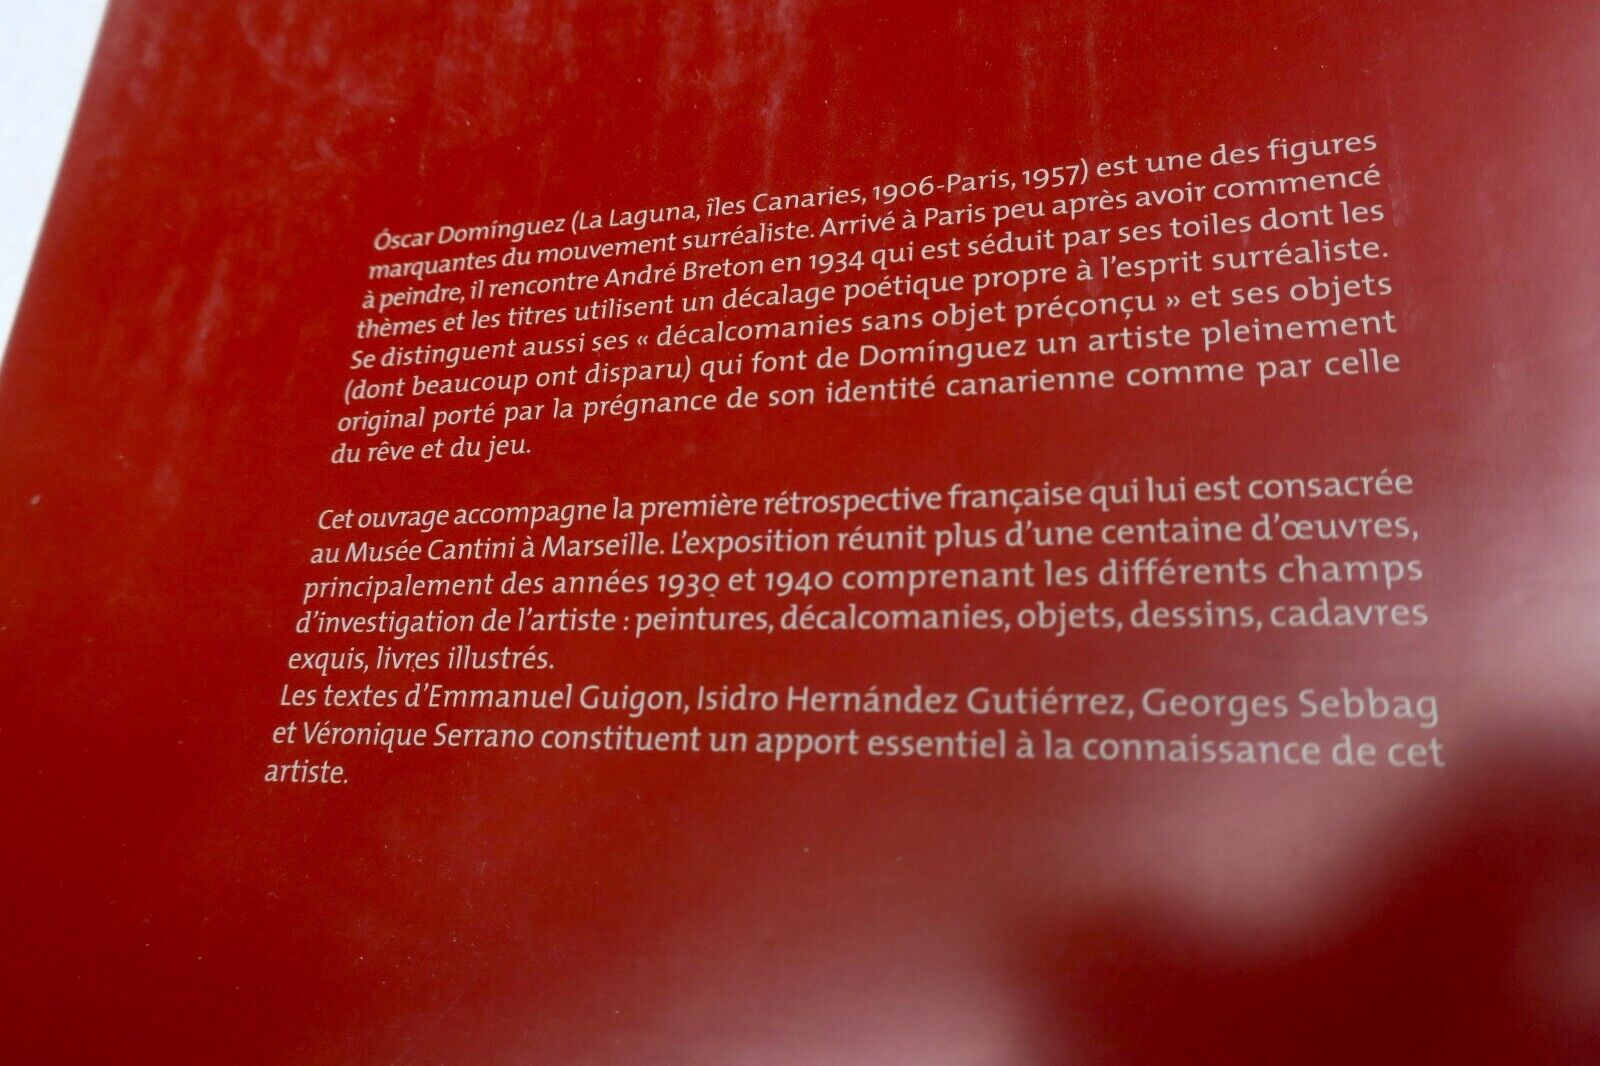 Óscar Domínguez (La Laguna, îles Canaries, 1906-Paris, 1957) est une des figures
marquantes du mouvement surréaliste. Arrivé à Paris peu après avoir commencé
à peindre, il rencontre André Breton en 1934 qui est séduit par ses toiles dont les
thèmes et les titres utilisent un décalage poétique propre à l'esprit surréaliste.
Se distinguent aussi ses « décalcomanies sans objet préconçu » et ses objets
(dont beaucoup ont disparu) qui font de Domínguez un artiste pleinement
original porté par la prégnance de son identité canarienne comme par celle
du rêve et du jeu.
Cet ouvrage accompagne la première rétrospective française qui lui est consacrée
au Musée Cantini à Marseille. L'exposition réunit plus d'une centaine d'œuvres,
principalement des années 1930 et 1940 comprenant les différents champs
d'investigation de l'artiste : peintures, décalcomanies, objets, dessins, cadavres
exquis, livres illustrés.
Les textes d'Emmanuel Guigon, Isidro Hernández Gutiérrez, Georges Sebbag
et Véronique Serrano constituent un apport essentiel à la connaissance de cet
artiste.